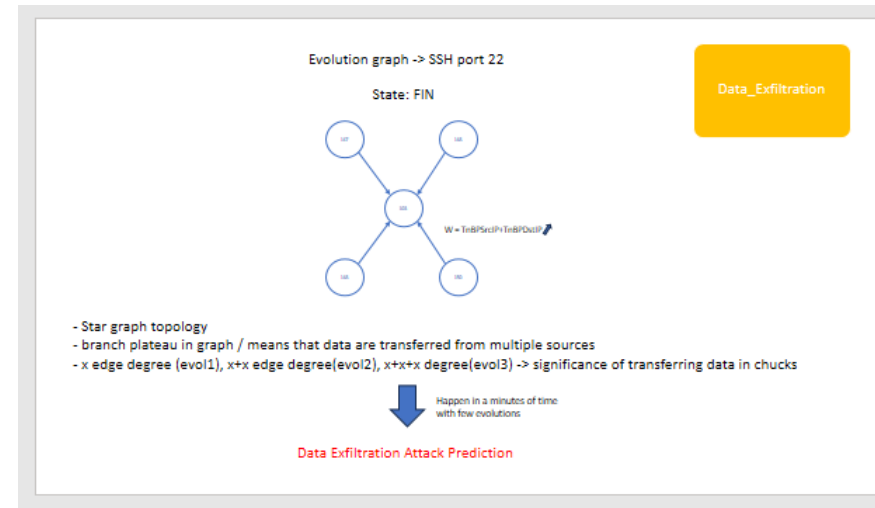 Evolution graph -> SSH port 22
Data_Exfiltration
State: FIN
W = TnBPSrcIP+TnBPDstIP
- Star graph topology
- branch plateau in graph / means that data are transferred from multiple sources
- x edge degree (evol1), x+x edge degree(evol2), x+x+x degree(evol3) -> significance of transferring data in chucks
Happen in a minutes of time
with few evolutions
Data Exfiltration Attack Prediction